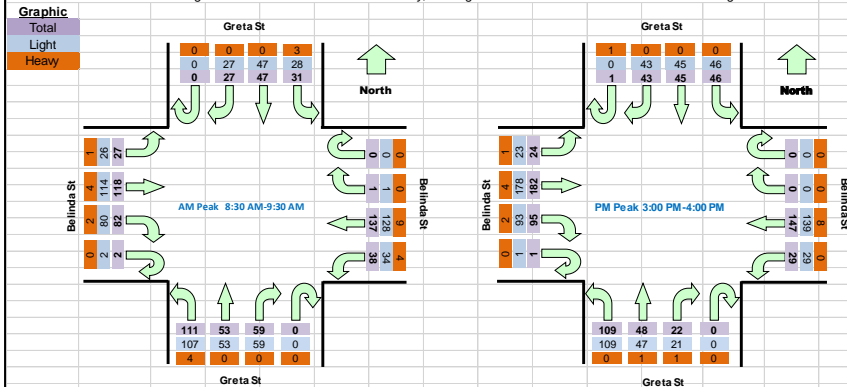 Graphic
Total
Light
Heavy
Greta St
0 0 0 3
0 27 47 28
0 27 47 31
North
1 26 27
4 114 118
2 80 82
0 2 2
Belinda St
AM Peak 8:30 AM-9:30 AM
0 0 0
1 1 0
137 128 9
38 34 4
Belinda St
111 53 59 0
107 53 59 0
4 0 0 0
Greta St
Greta St
1 0 0 0
0 43 45 46
1 43 45 46
North
1 23 24
4 178 182
2 93 95
0 1 1
Belinda St
PM Peak 3:00 PM-4:00 PM
0 0 0
0 0 0
147 139 8
29 29 0
Belinda St
109 48 22 0
109 47 21 0
0 1 1 0
Greta St